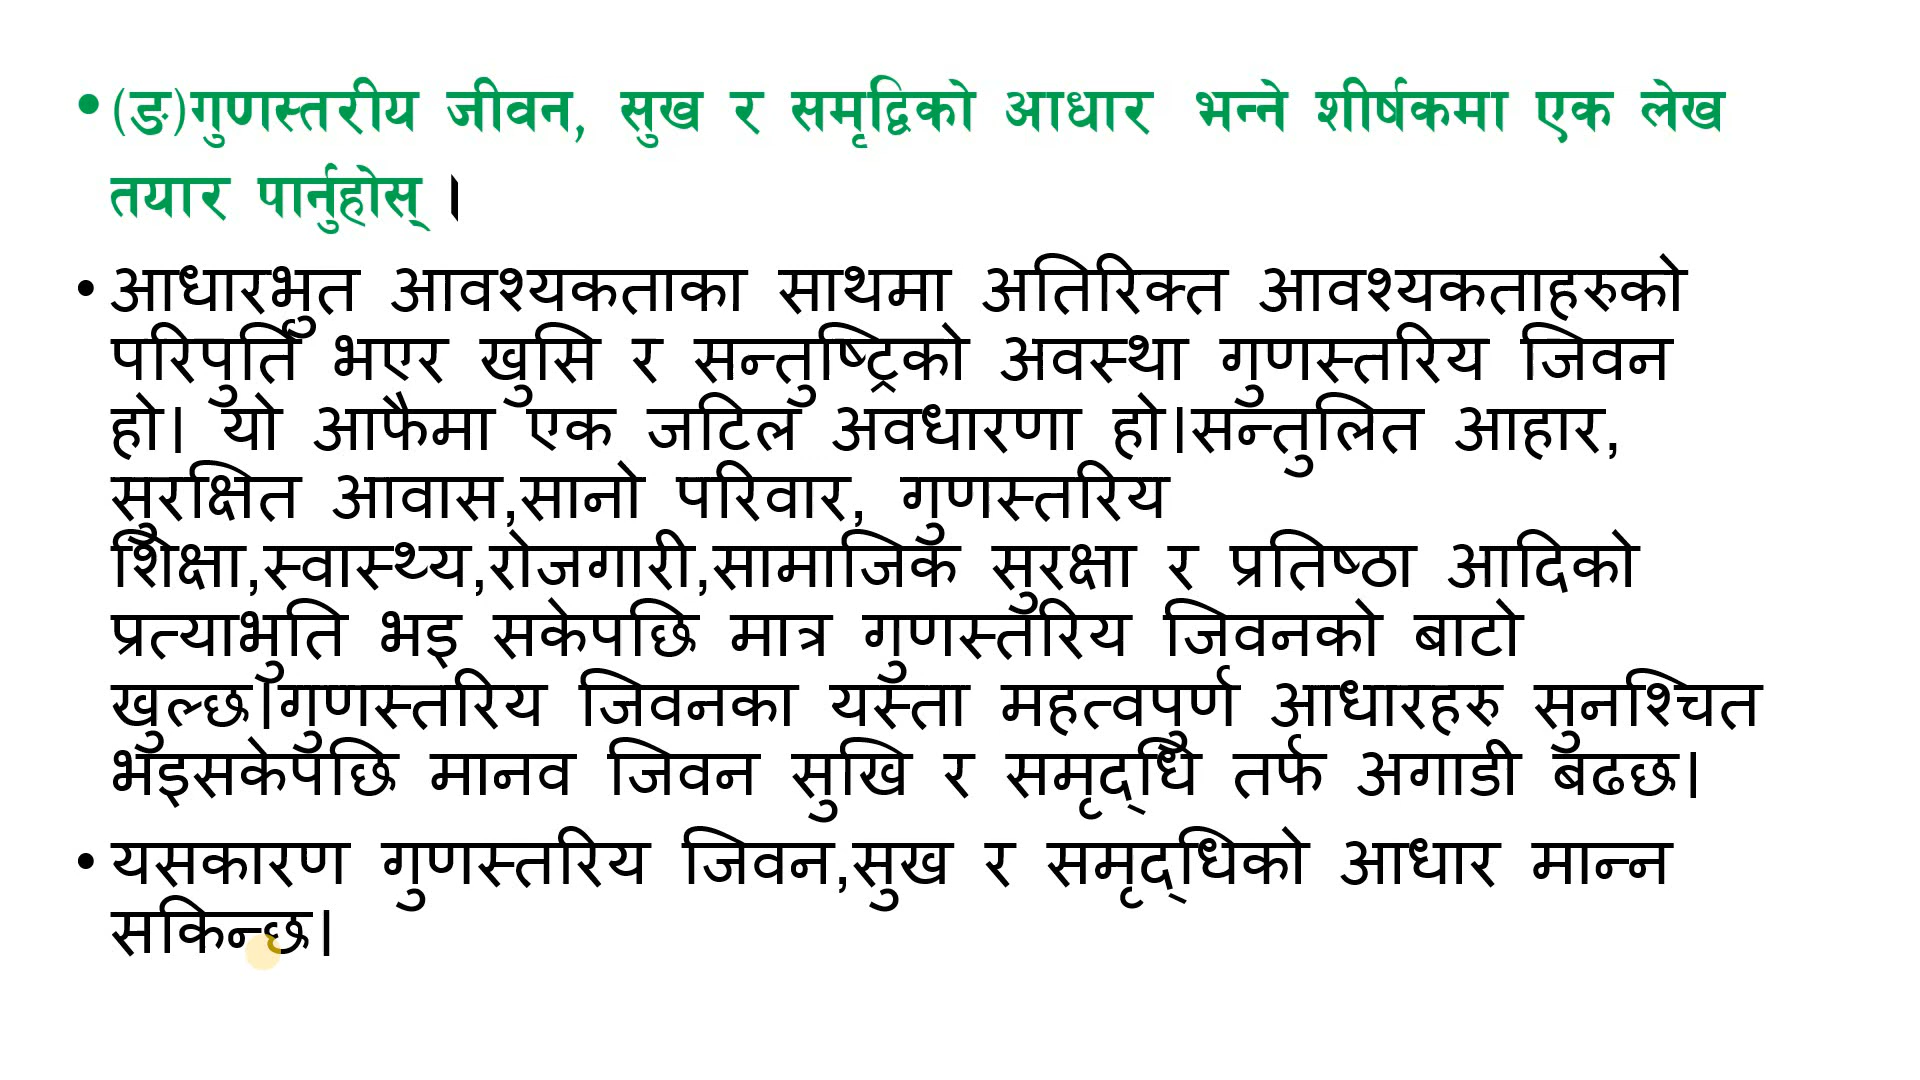 • (ङ)गुणस्तरीय जीवन, सुख र समृद्विको आधार भन्ने शीर्षकमा एक लेख
तयार पार्नुहोस् ।
• आधारभुत आवश्यकताका साथमा अतिरिक्त आवश्यकताहरुको
परिपुर्ति भएर खुसि र सन्तुष्ट्रिको अवस्था गुणस्तरिय जिवन
हो। यो आफैमा एक जटिल अवधारणा हो।सन्तुलित आहार,
सुरक्षित आवास,सानो परिवार, गुणस्तरिय
शिक्षा,स्वास्थ्य,रोजगारी,सामाजिक सुरक्षा र प्रतिष्ठा आदिको
प्रत्याभुति भइ सकेपछि मात्र गुणस्तरिय जिवनको बाटो
खुल्छ।गुणस्तरिय जिवनका यस्ता महत्वपुर्ण आधारहरु सुनश्चित
भइसकेपछि मानव जिवन सुखि र समृद्धि तर्फ अगाडी बढछ।
• यसकारण गुणस्तरिय जिवन,सुख र समृद्धिको आधार मान्न
सकिन्छ।